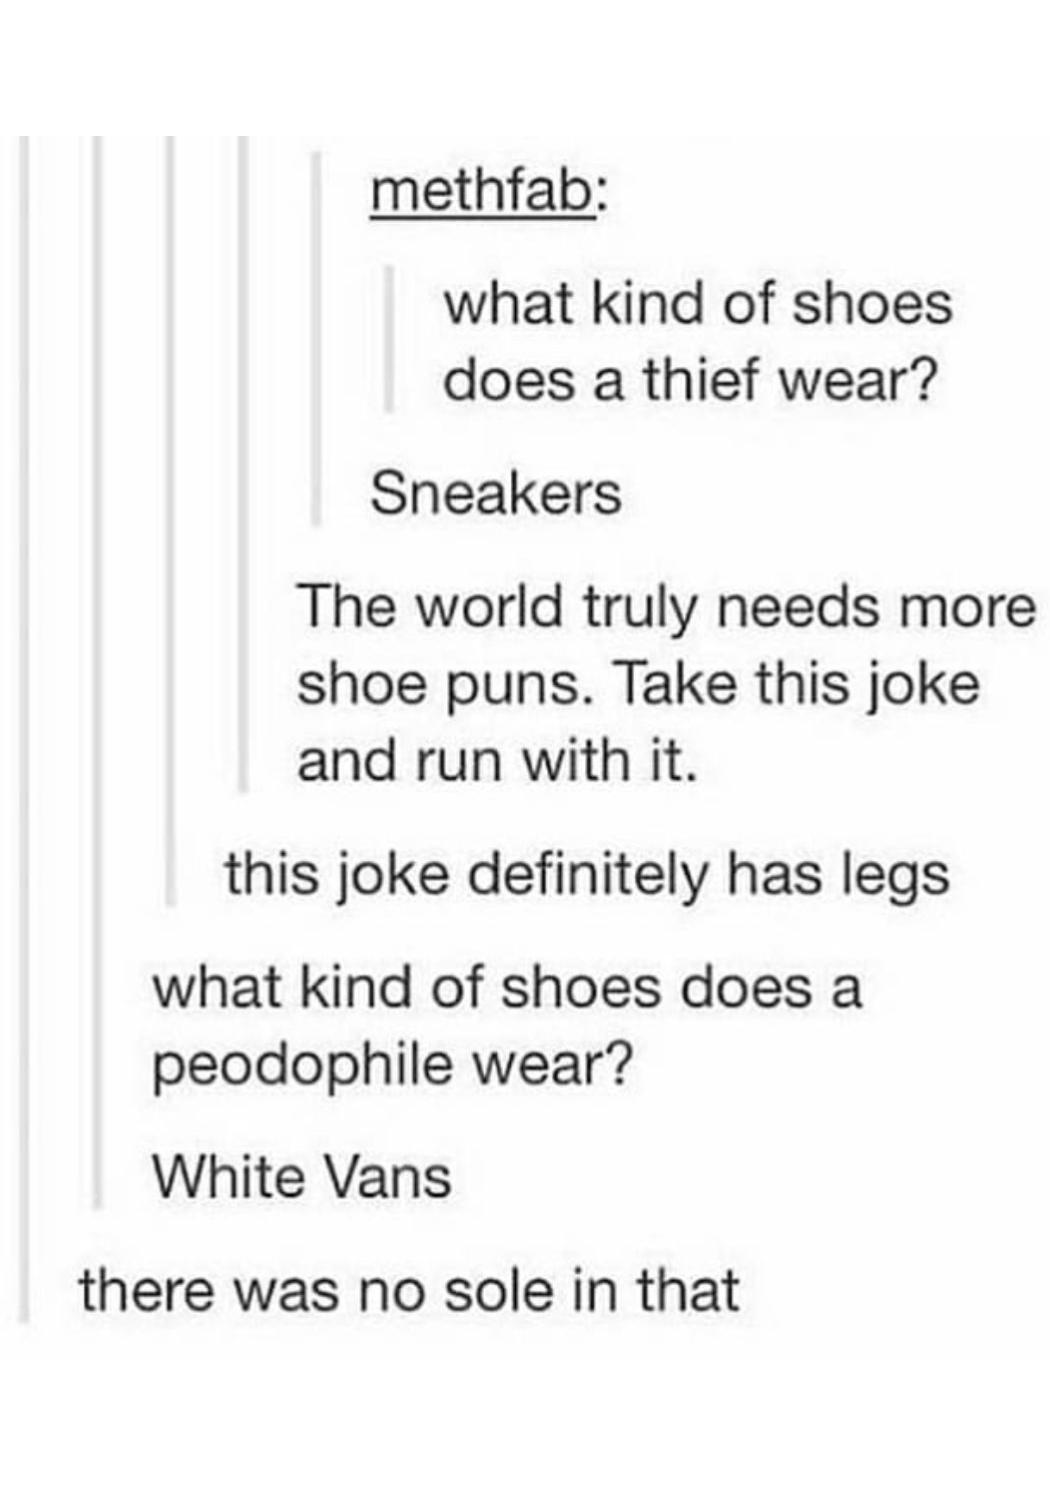 methfab:
what kind of shoes
does a thief wear?
Sneakers
The world truly needs more
shoe puns. Take this joke
and run with it.
this joke definitely has legs
what kind of shoes does a
peodophile wear?
White Vans
there was no sole in that